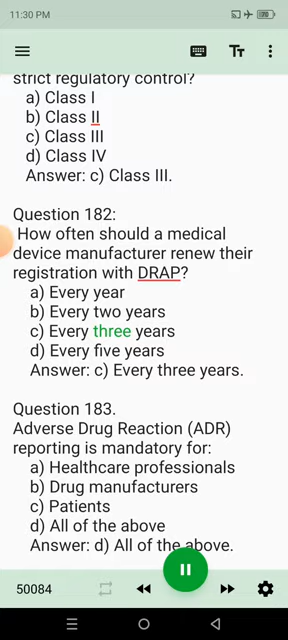 11:30 PM
strict regulatory control?
a) Class I
b) Class II
c) Class III
d) Class IV
Answer: c) Class III.
Question 182:
How often should a medical
device manufacturer renew their
registration with DRAP?
a) Every year
b) Every two years
c) Every three years
d) Every five years
Answer: c) Every three years.
Question 183.
Adverse Drug Reaction (ADR)
reporting is mandatory for:
a) Healthcare professionals
b) Drug manufacturers
c) Patients
d) All of the above
Answer: d) All of the above.
50084